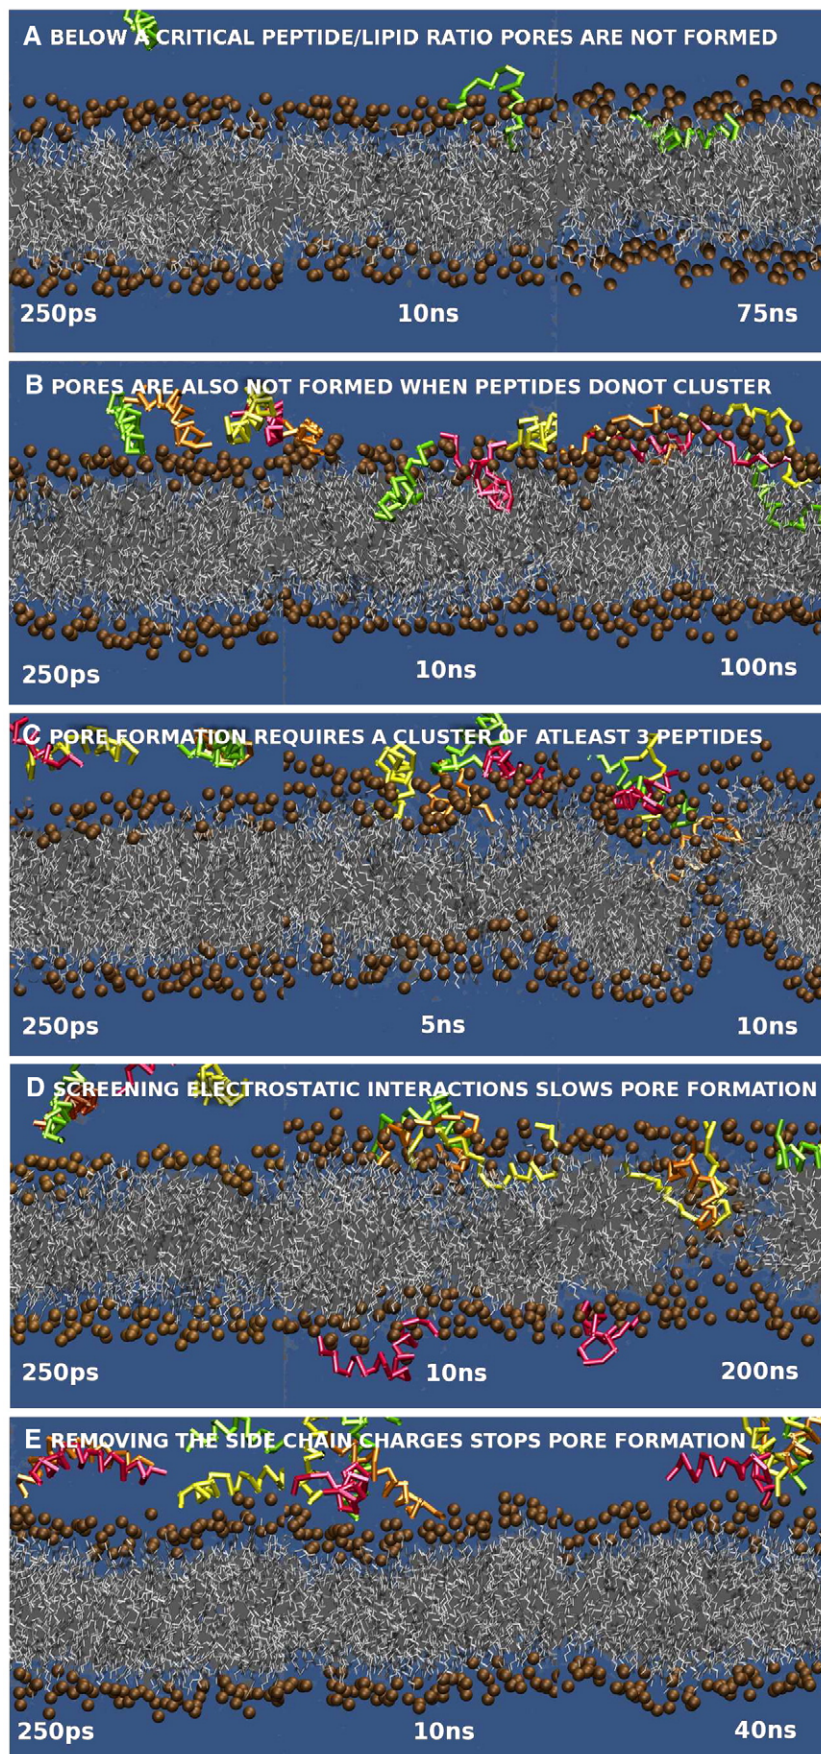 A BELOW A CRITICAL PEPTIDE/LIPID RATIO PORES ARE NOT FORMED
250ps 10ns 75ns
B PORES ARE ALSO NOT FORMED WHEN PEPTIDES DONOT CLUSTER
250ps 10ns 100ns
C PORE FORMATION REQUIRES A CLUSTER OF ATLEAST 3 PEPTIDES
250ps 5ns 10ns
D SCREENING ELECTROSTATIC INTERACTIONS SLOWS PORE FORMATION
250ps 10ns 200ns
E REMOVING THE SIDE CHAIN CHARGES STOPS PORE FORMATION
250ps 10ns 40ns